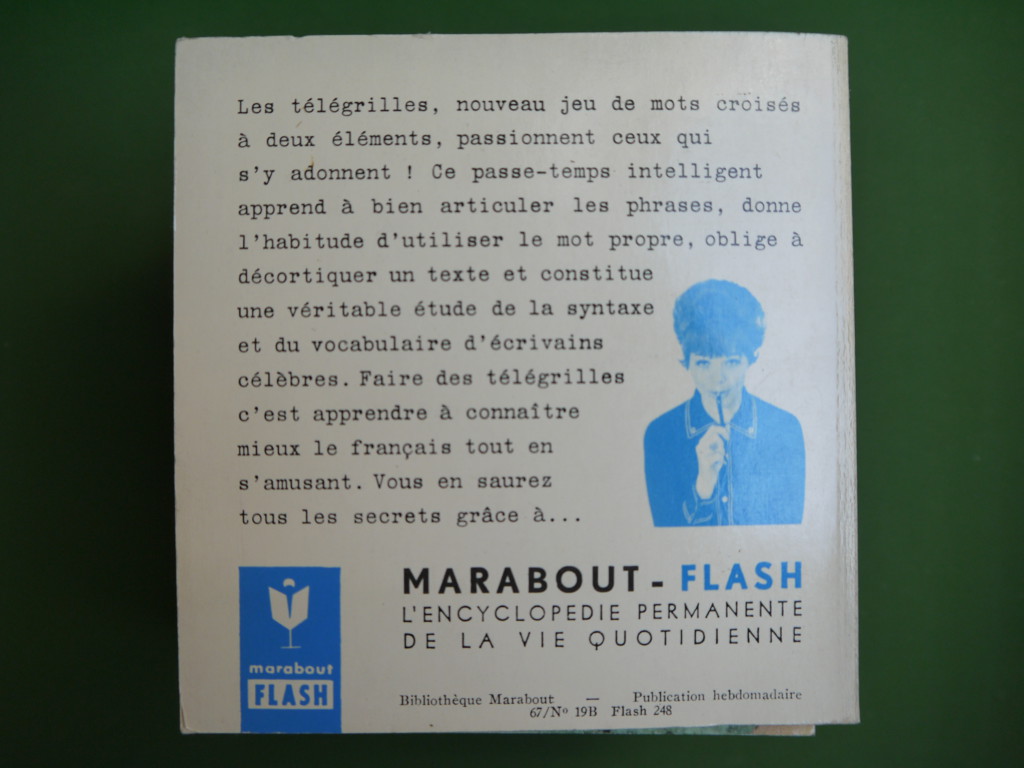 Les télégrilles, nouveau jeu de mots croisés
à deux éléments, passionnent ceux qui
s'y adonnent ! Ce passe-temps intelligent
apprend à bien articuler les phrases, donne
l'habitude d'utiliser le mot propre, oblige à
décortiquer un texte et constitue
une véritable étude de la syntaxe
et du vocabulaire d'écrivains
célèbres. Faire des télégrilles
c'est apprendre à connaître
mieux le français tout en
s'amusant. Vous en saurez
tous les secrets grâce à...
MARABOUT - FLASH
L'ENCYCLOPEDIE PERMANENTE
DE LA VIE QUOTIDIENNE
marabout
FLASH
Bibliothèque Marabout — Publication hebdomadaire
67/Nº 19B Flash 248